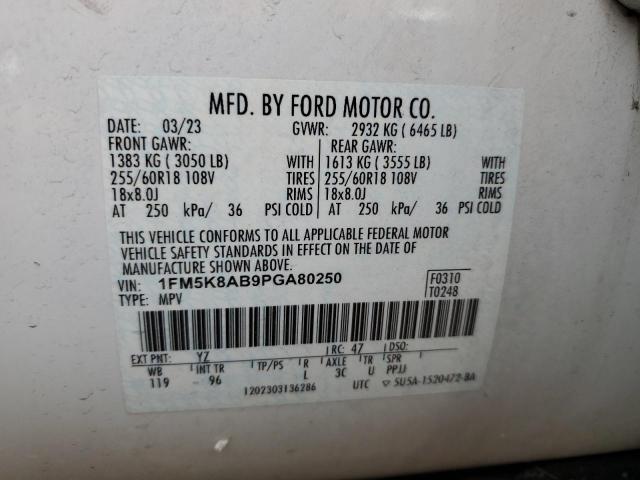 MFD. BY FORD MOTOR CO.
DATE: 03/23 GVWR: 2932 KG ( 6465 LB)
FRONT GAWR: REAR GAWR:
1383 KG ( 3050 LB) WITH 1613 KG ( 3555 LB) WITH
255/60R18 108V TIRES 255/60R18 108V TIRES
18x8.0J RIMS 18x8.0J RIMS
AT 250 kPa/ 36 PSI COLD AT 250 kPa/ 36 PSI COLD
THIS VEHICLE CONFORMS TO ALL APPLICABLE FEDERAL MOTOR
VEHICLE SAFETY STANDARDS IN EFFECT ON THE DATE OF
MANUFACTURE SHOWN ABOVE.
VIN: 1FM5K8AB9PGA80250 F0310
TYPE: MPV T0248
EXT PNT: YZ RC: 47 DSO:
WB INT TR TP/PS R AXLE TR SPR
119 96 L 3C U PPJJ
1202303136286 UTC SU5A-1520472-BA